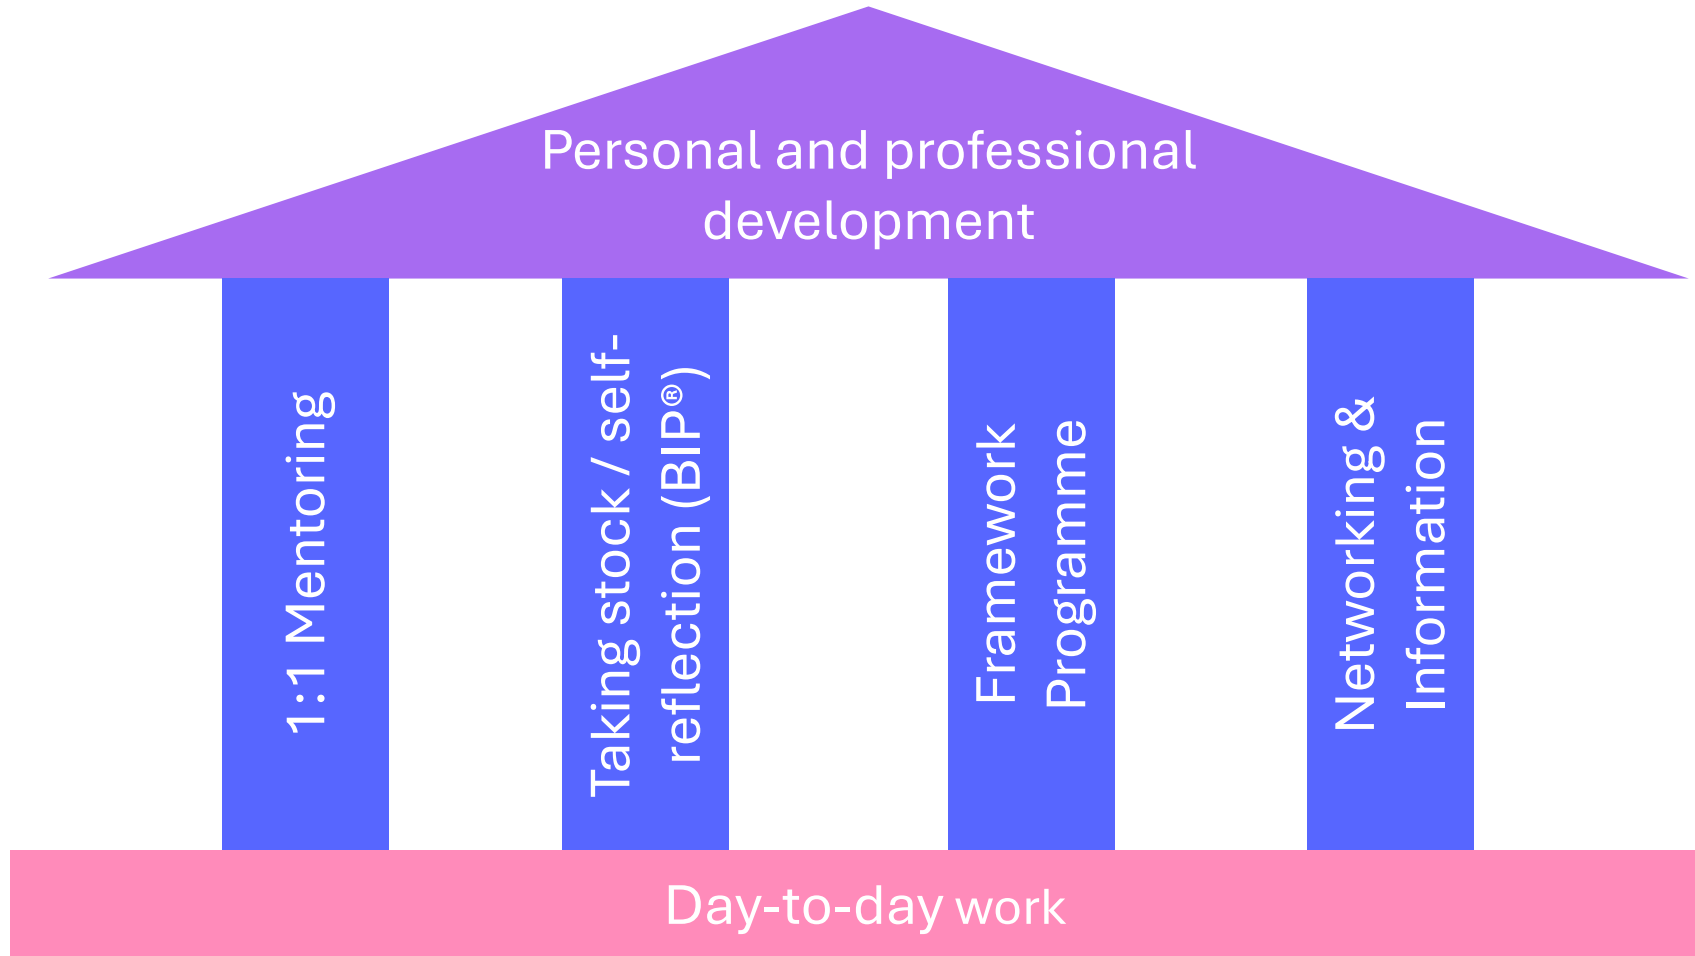 Personal and professional
development
1:1 Mentoring
Taking stock / self-
reflection (BIP®)
Framework
Programme
Networking &
Information
Day-to-day work